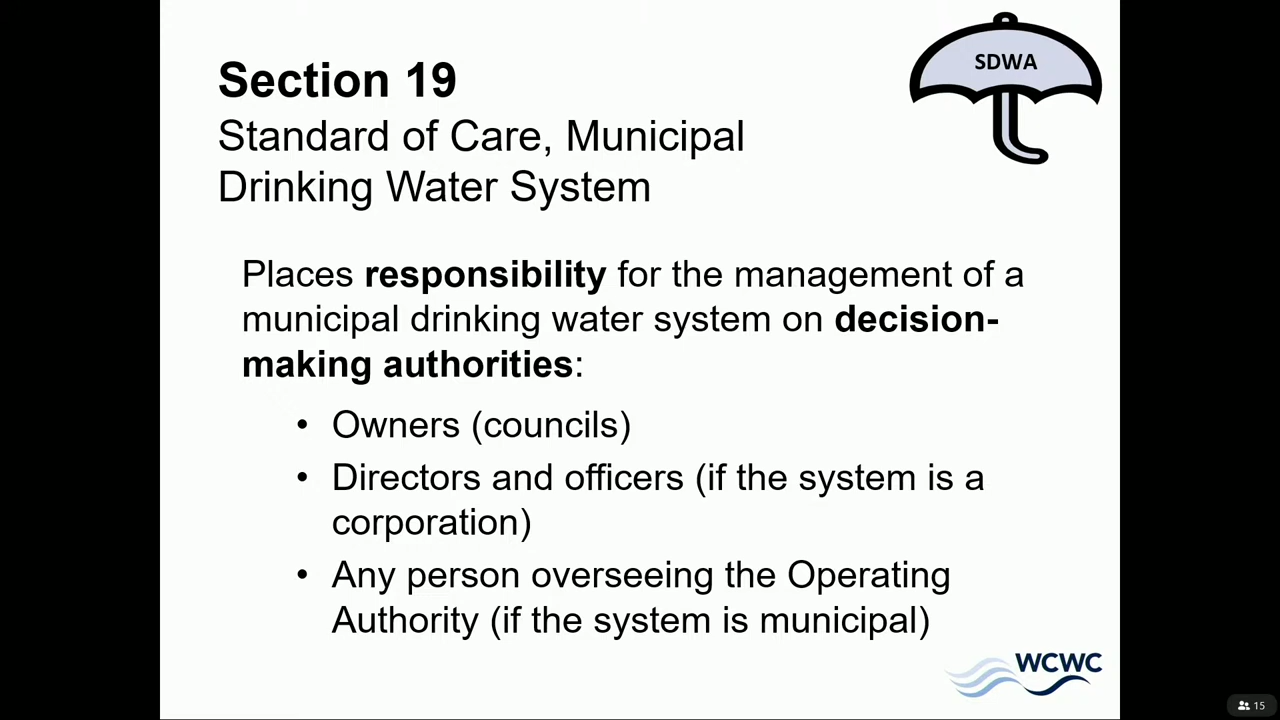 SDWA
Section 19
Standard of Care, Municipal
Drinking Water System
Places responsibility for the management of a
municipal drinking water system on decision-
making authorities:
• Owners (councils)
• Directors and officers (if the system is a
corporation)
• Any person overseeing the Operating
Authority (if the system is municipal)
WCWC
15